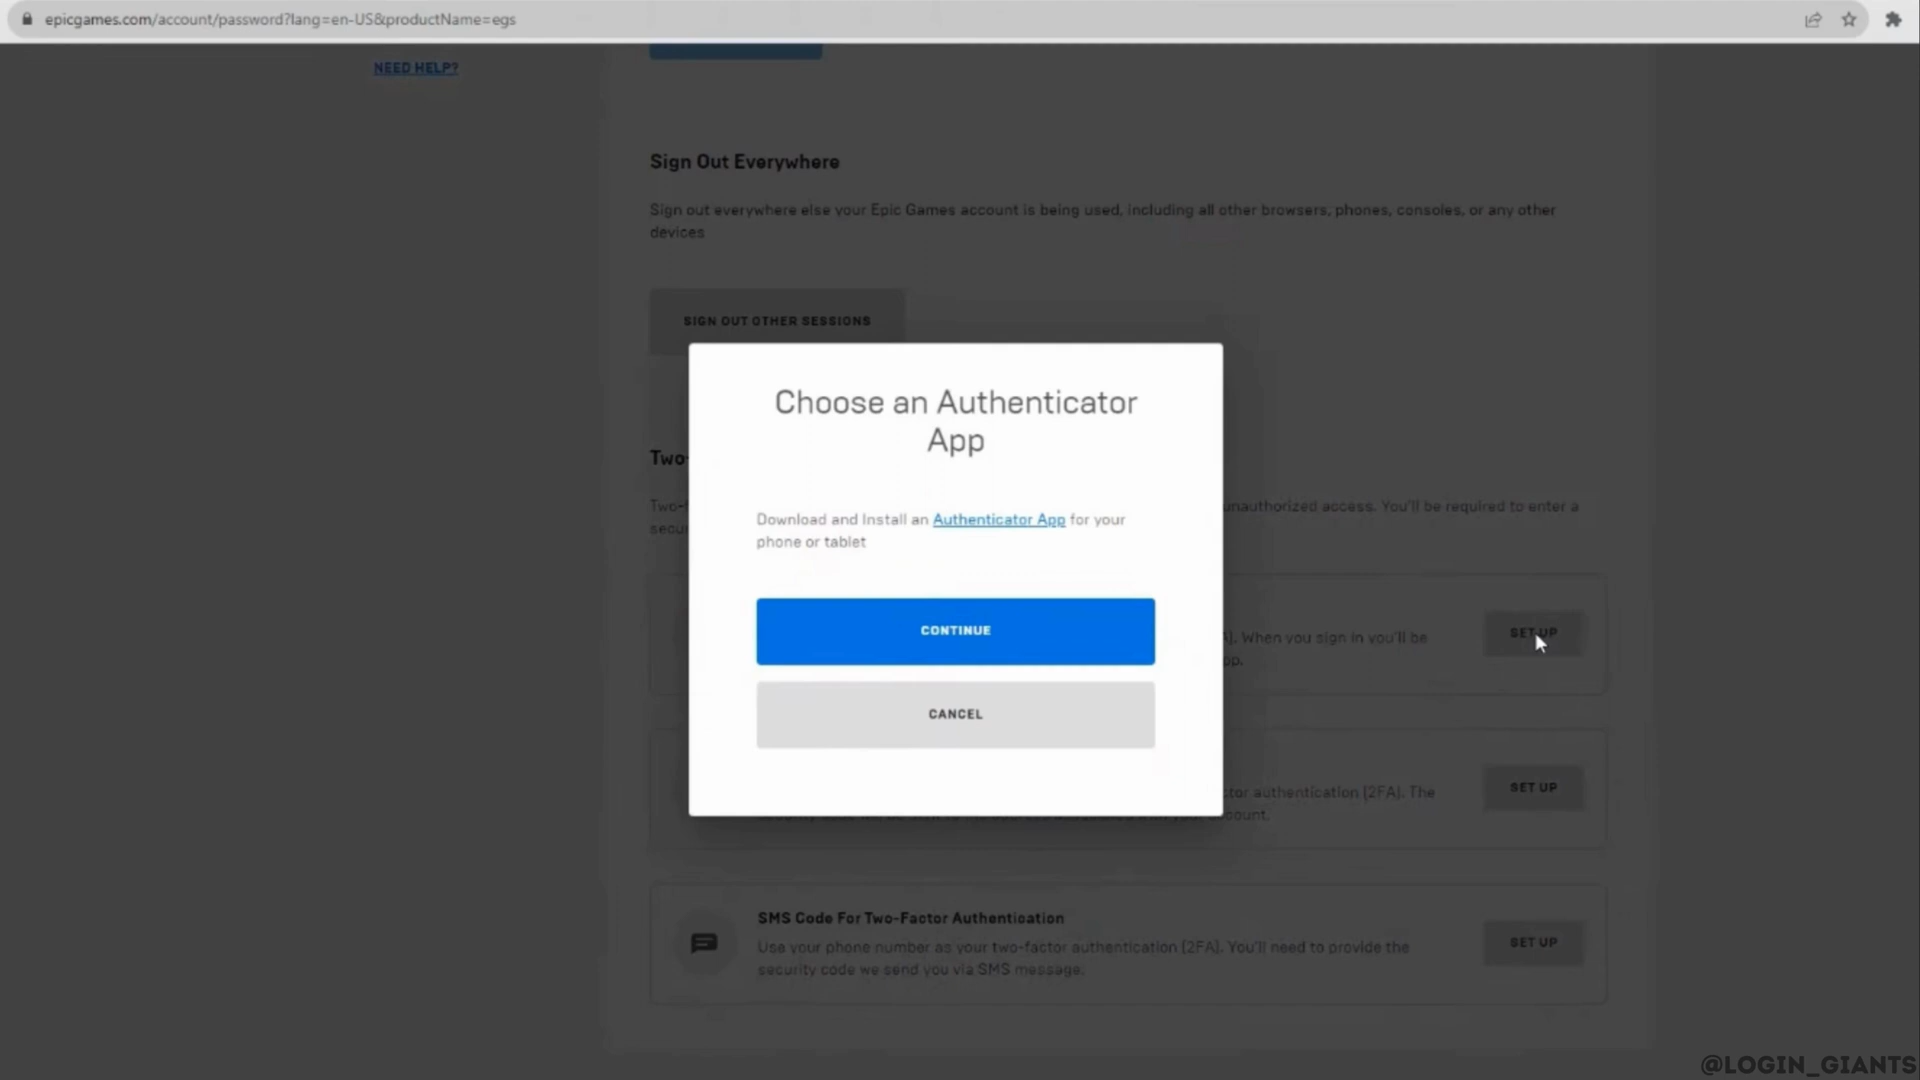 epicgames.com/account/password?lang=en-US&productName=egs
NEED HELP?
Sign Out Everywhere
Sign out everywhere else your Epic Games account is being used, including all other browsers, phones, consoles, or any other
devices
SIGN OUT OTHER SESSIONS
Choose an Authenticator
App
Two-
Download and Install an Authenticator App for your
phone or tablet
unauthorized access. You'll be required to enter a
CONTINUE
When you sign in you'll be
SET UP
CANCEL
authentication (2FA). The
SET UP
SMS Code For Two-Factor Authentication
Use your phone number as your two-factor authentication (2FA). You'll need to provide the
security code we send you via SMS message.
SET UP
@LOGIN_GIANTS